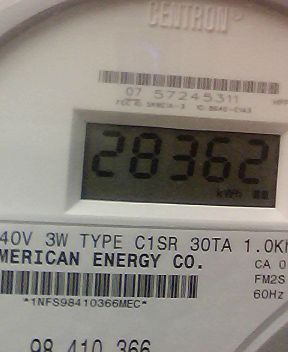 CENTRON
07 57245311
28362
kWh
40V 3W TYPE C1SR 30TA 1.0K
MERICAN ENERGY CO.
CA 0
FM2S
60Hz
*1NFS98410366MEC*
98 410 366